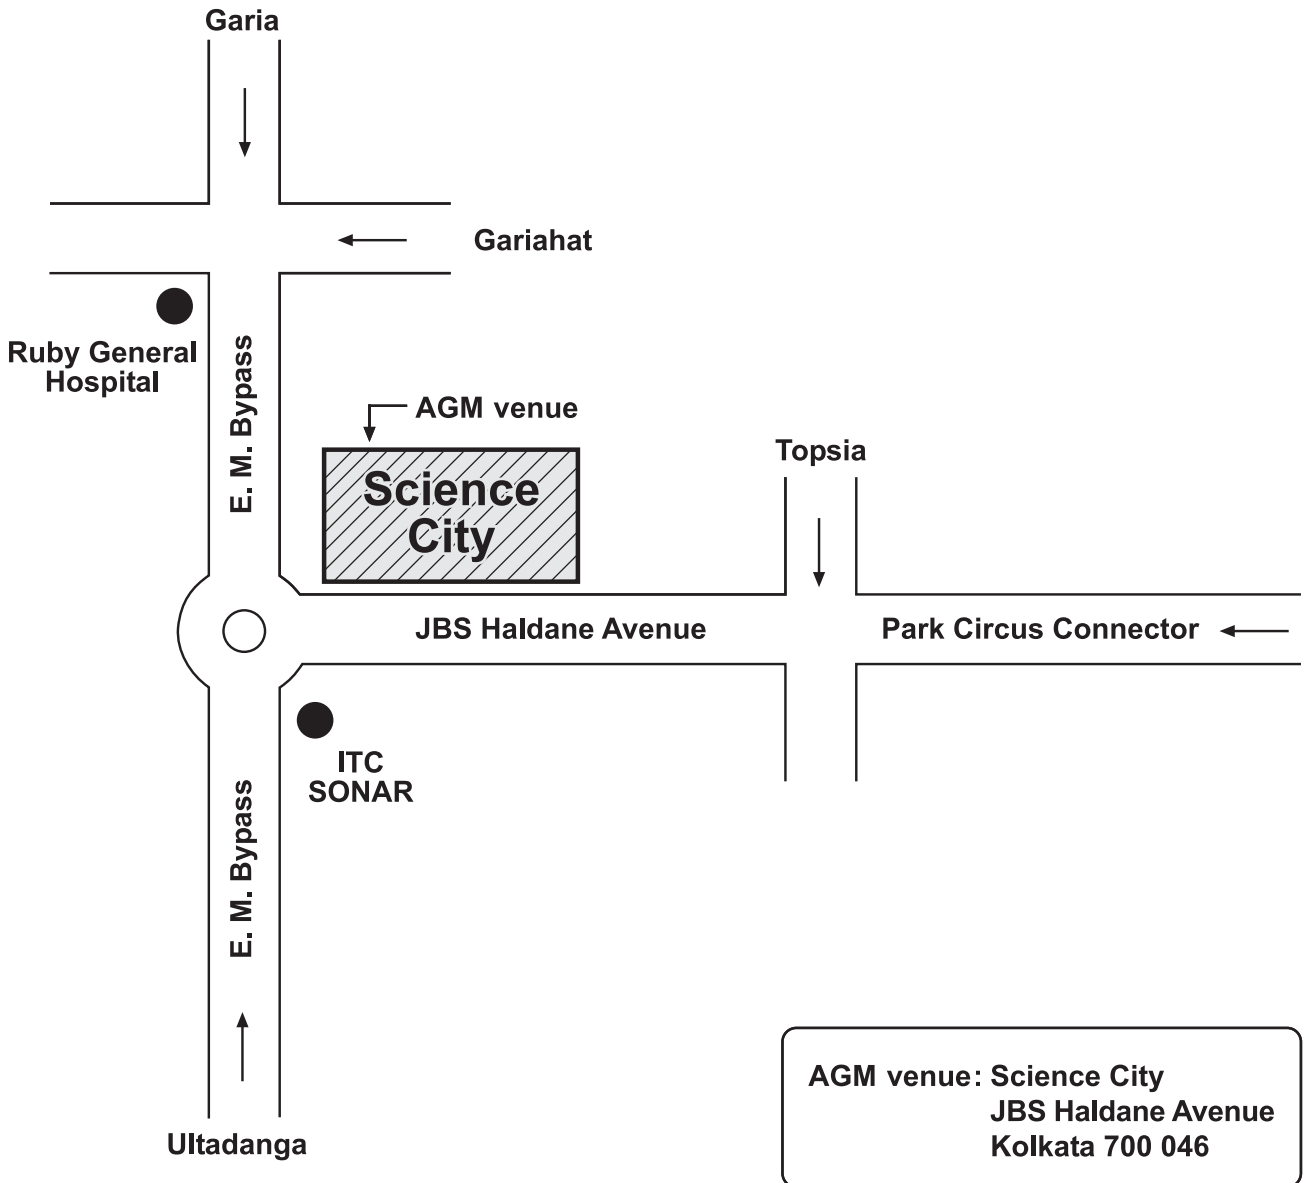 Garia
Gariahat
Ruby General
Hospital
E. M. Bypass
AGM venue
Science
City
Topsia
JBS Haldane Avenue
Park Circus Connector
ITC
SONAR
E. M. Bypass
Ultadanga
AGM venue: Science City
JBS Haldane Avenue
Kolkata 700 046